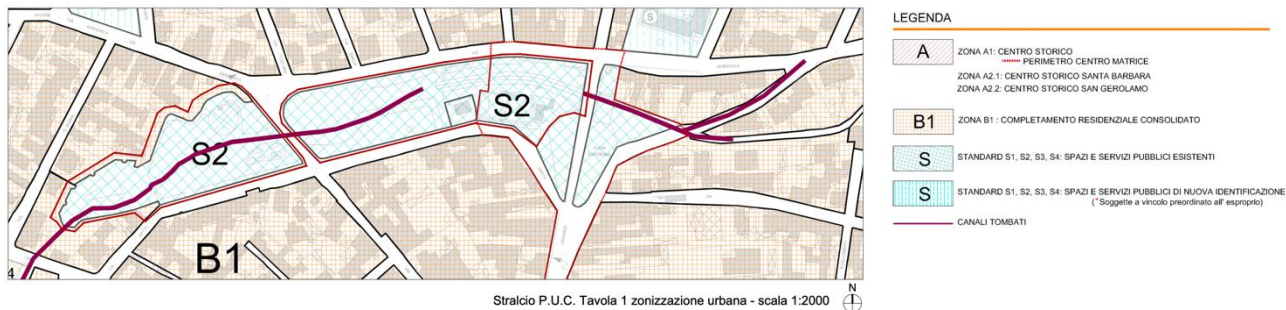 S
S2
S2
B1
4
Stralcio P.U.C. Tavola 1 zonizzazione urbana - scala 1:2000
N
LEGENDA
A
ZONA A1: CENTRO STORICO
PERIMETRO CENTRO MATRICE
ZONA A2.1: CENTRO STORICO SANTA BARBARA
ZONA A2.2: CENTRO STORICO SAN GEROLAMO
B1
ZONA B1 : COMPLETAMENTO RESIDENZIALE CONSOLIDATO
S
STANDARD S1, S2, S3, S4: SPAZI E SERVIZI PUBBLICI ESISTENTI
S
STANDARD S1, S2, S3, S4: SPAZI E SERVIZI PUBBLICI DI NUOVA IDENTIFICAZIONE
(*Soggette a vincolo preordinato all' esproprio)
CANALI TOMBATI